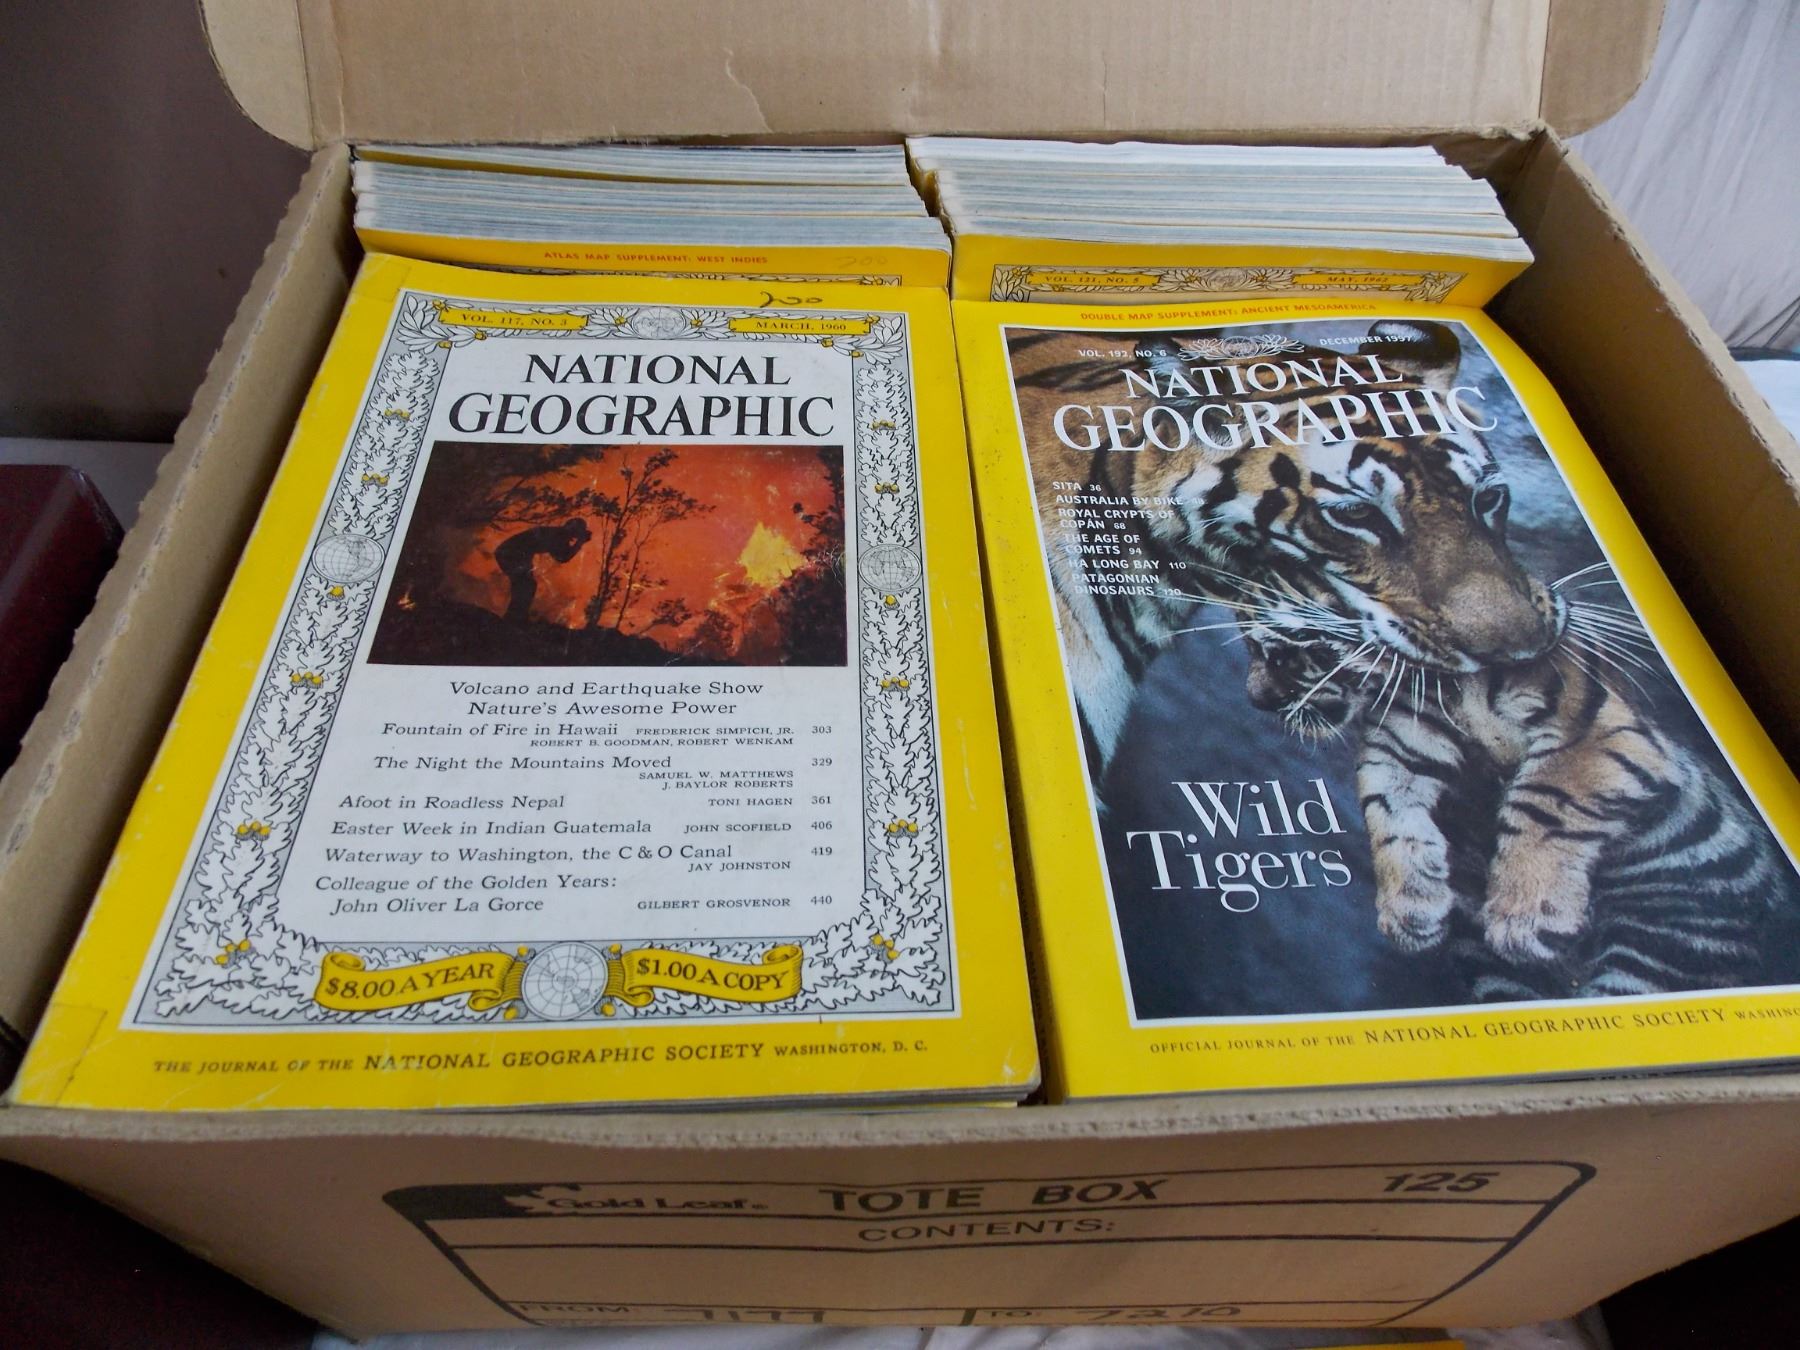 ATLAS MAP SUPPLEMENT: WEST INDIES
200
VOL. 121, NO. 5
MAY, 1962
200
VOL. 117, NO. 3
MARCH, 1960
NATIONAL
GEOGRAPHIC
Volcano and Earthquake Show
Nature's Awesome Power
Fountain of Fire in Hawaii FREDERICK SIMPICH, JR. 303
ROBERT B. GOODMAN, ROBERT WENKAM
The Night the Mountains Moved 329
SAMUEL W. MATTHEWS
J. BAYLOR ROBERTS
Afoot in Roadless Nepal TONI HAGEN 361
Easter Week in Indian Guatemala JOHN SCOFIELD 406
Waterway to Washington, the C & O Canal 419
JAY JOHNSTON
Colleague of the Golden Years:
John Oliver La Gorce GILBERT GROSVENOR 440
$8.00 A YEAR
$1.00 A COPY
THE JOURNAL OF THE NATIONAL GEOGRAPHIC SOCIETY WASHINGTON, D. C.
DOUBLE MAP SUPPLEMENT: ANCIENT MESOAMERICA
VOL. 192, NO. 6
DECEMBER 1997
NATIONAL
GEOGRAPHIC
SITA 36
AUSTRALIA BY BIKE 48
ROYAL CRYPTS OF
COPÁN 68
THE AGE OF
COMETS 94
HA LONG BAY 110
PATAGONIAN
DINOSAURS 120
Wild
Tigers
OFFICIAL JOURNAL OF THE NATIONAL GEOGRAPHIC SOCIETY
Gold Leaf® TOTE BOX 125
CONTENTS:
FROM: 7177 TO: 7210